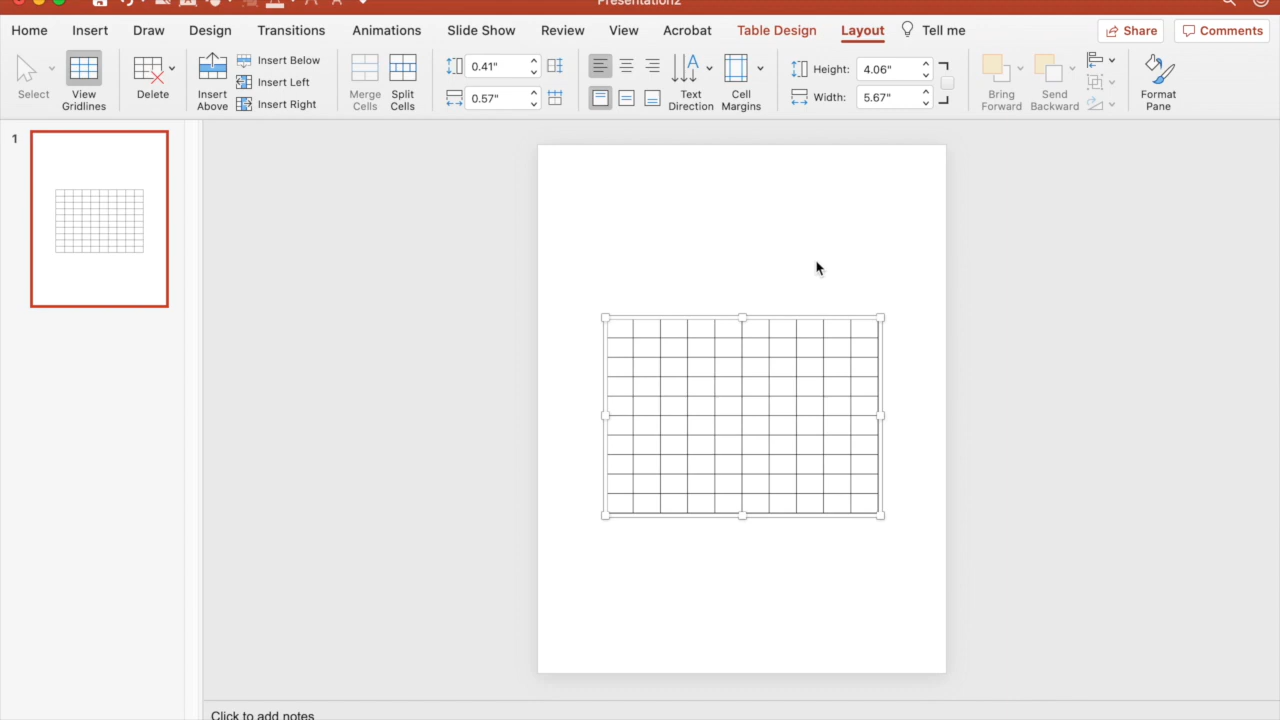 Presentation2
Home Insert Draw Design Transitions Animations Slide Show Review View Acrobat Table Design Layout Tell me Share Comments
Select
View Gridlines
Delete
Insert Above
Insert Below
Insert Left
Insert Right
Merge Cells
Split Cells
0.41"
0.57"
Text Direction
Cell Margins
Height: 4.06"
Width: 5.67"
Bring Forward
Send Backward
Format Pane
1
Click to add notes